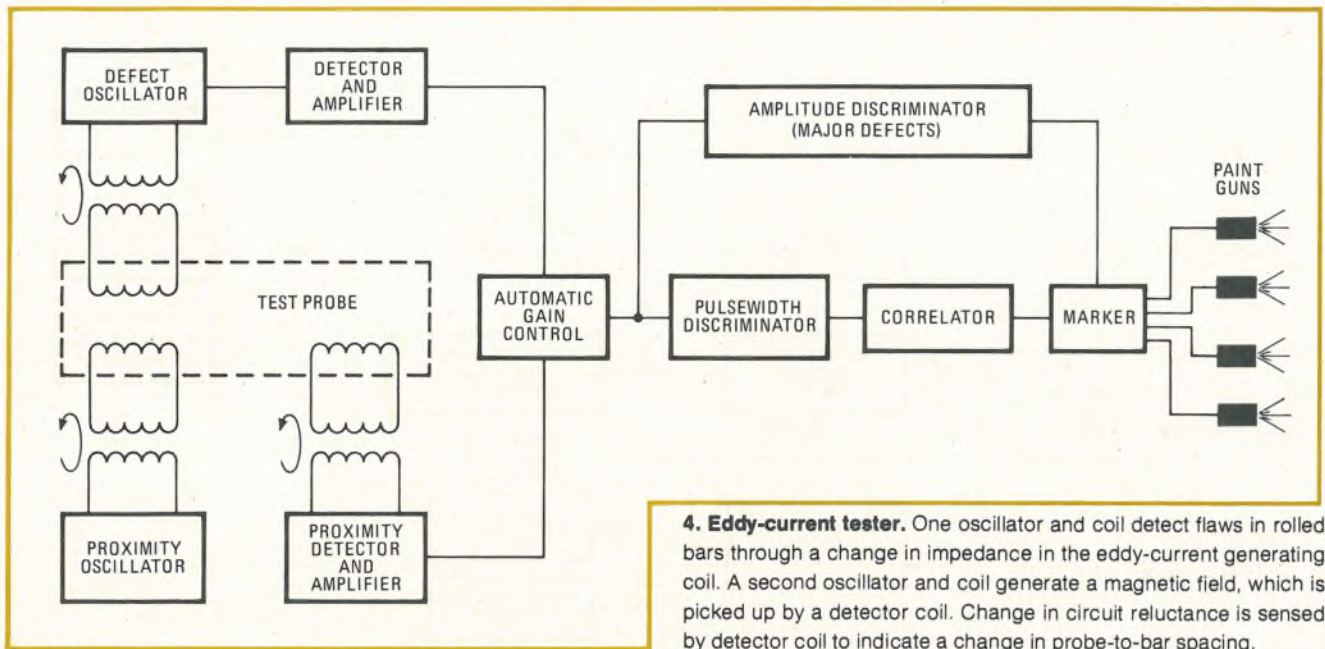 DEFECT
OSCILLATOR
DETECTOR
AND
AMPLIFIER
AMPLITUDE DISCRIMINATOR
(MAJOR DEFECTS)
PAINT
GUNS
TEST PROBE
AUTOMATIC
GAIN
CONTROL
PULSEWIDTH
DISCRIMINATOR
CORRELATOR
MARKER
PROXIMITY
OSCILLATOR
PROXIMITY
DETECTOR
AND
AMPLIFIER
4. Eddy-current tester. One oscillator and coil detect flaws in rolled
bars through a change in impedance in the eddy-current generating
coil. A second oscillator and coil generate a magnetic field, which is
picked up by a detector coil. Change in circuit reluctance is sensed
by detector coil to indicate a change in probe-to-bar spacing.